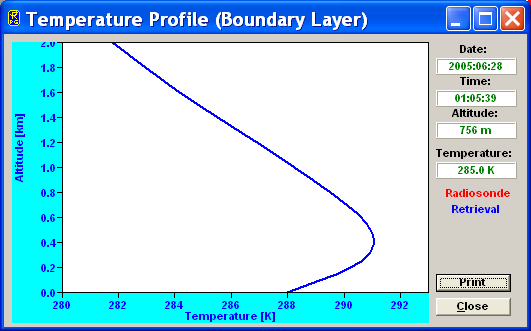 Temperature Profile (Boundary Layer)
Date:
2005:06:28
Time:
01:05:39
Altitude:
756 m
Temperature:
285.0 K
Radiosonde
Retrieval
Print
Close
Altitude [km]
2.0
1.8
1.6
1.4
1.2
1.0
0.8
0.6
0.4
0.2
0.0
280 282 284 286 288 290 292
Temperature [K]